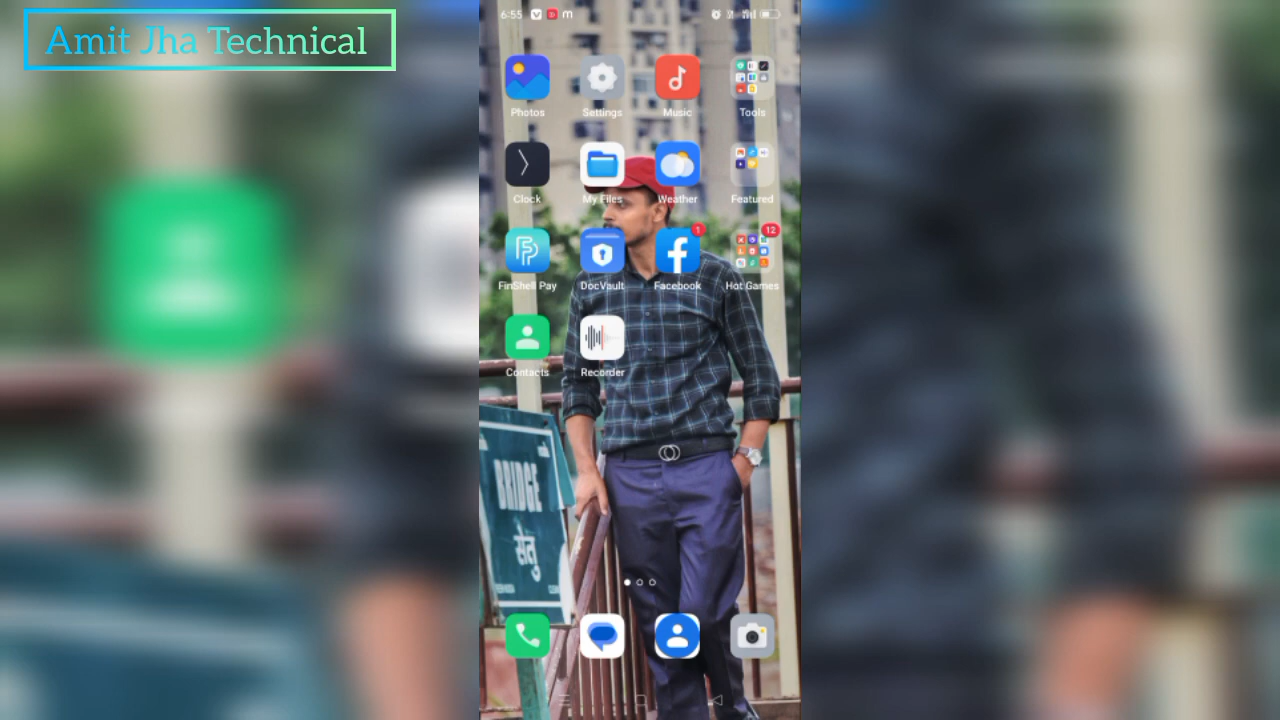 Amit Jha Technical
6:55
Photos
Settings
Music
Tools
Clock
My Files
Weather
Featured
1
12
FinShell Pay
DocVault
Facebook
Hot Games
Contacts
Recorder
BRIDGE
सेतु